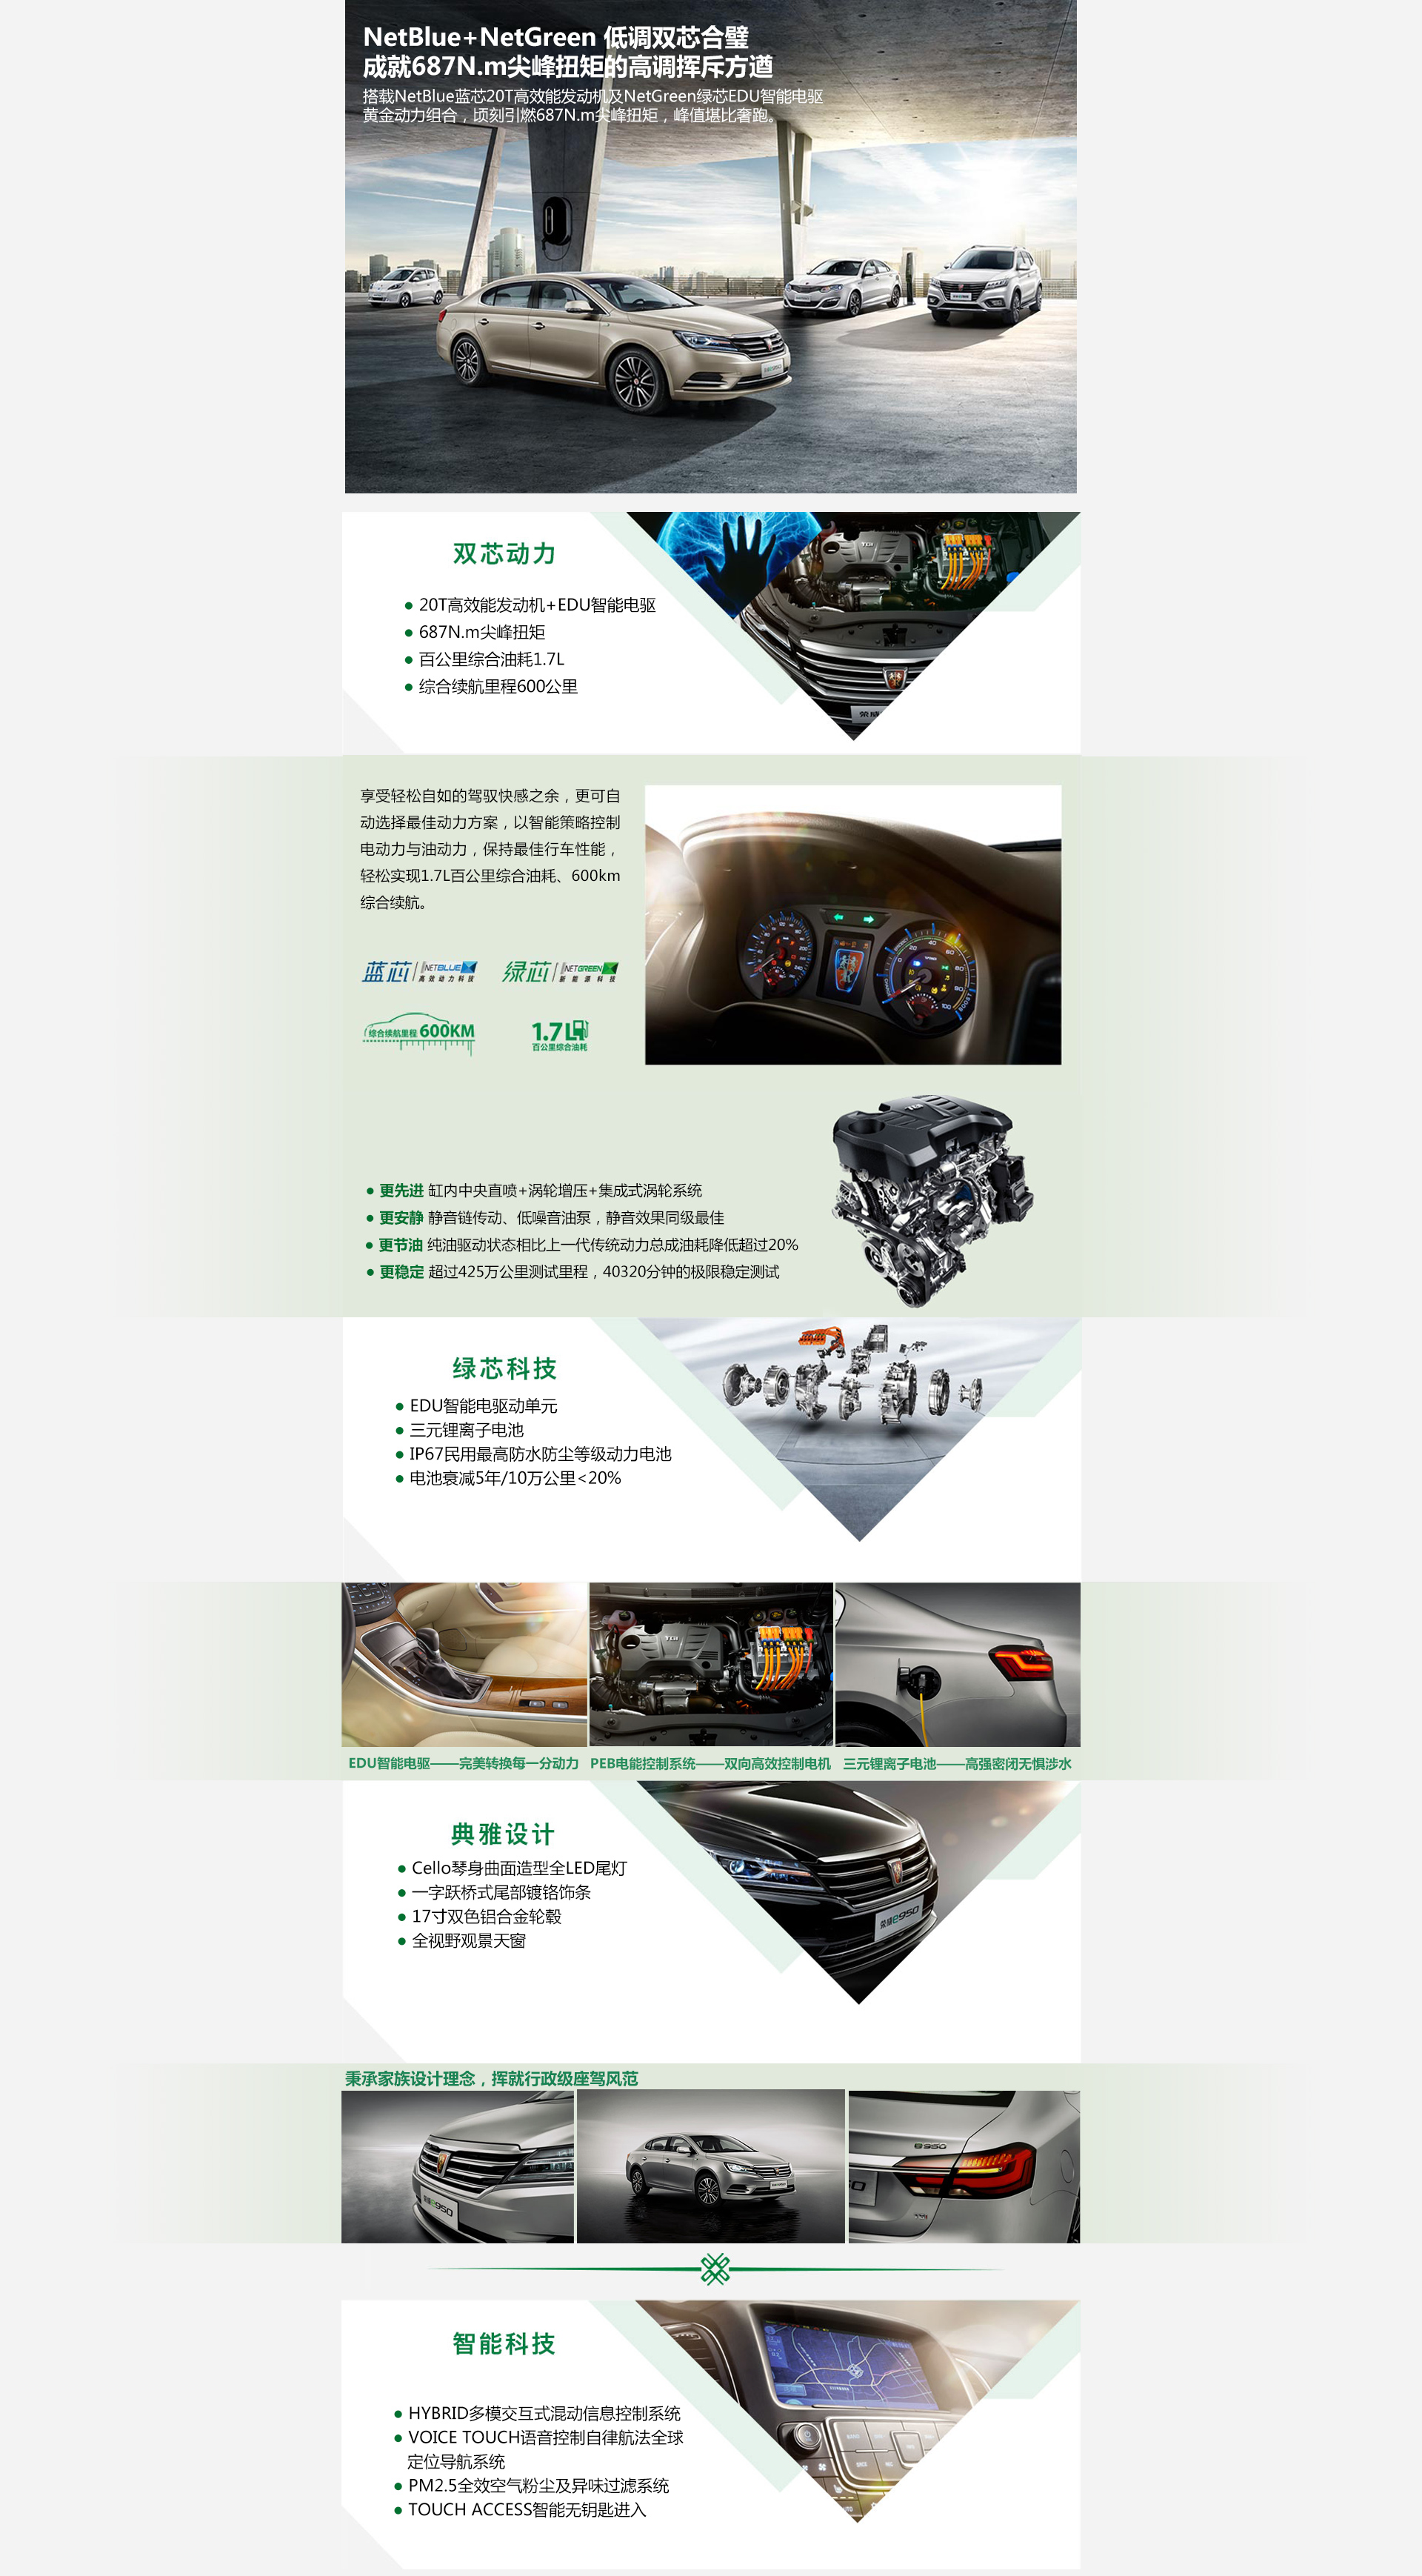 NetBlue+NetGreen 低调双芯合璧
成就687N.m尖峰扭矩的高调挥斥方遒
搭载NetBlue蓝芯20T高效能发动机及NetGreen绿芯EDU智能电驱
黄金动力组合，顷刻引燃687N.m尖峰扭矩，峰值堪比奢跑。
双芯动力
20T高效能发动机+EDU智能电驱
687N.m尖峰扭矩
百公里综合油耗1.7L
综合续航里程600公里
TGI
荣威
享受轻松自如的驾驭快感之余，更可自
动选择最佳动力方案，以智能策略控制
电动力与油动力，保持最佳行车性能，
轻松实现1.7L百公里综合油耗、600km
综合续航。
蓝芯 NETBLUE 高效动力科技
绿芯 NETGREEN 新能源科技
综合续航里程 600KM
1.7L
百公里综合油耗
TGI
● 更先进 缸内中央直喷+涡轮增压+集成式涡轮系统
● 更安静 静音链传动、低噪音油泵，静音效果同级最佳
● 更节油 纯油驱动状态相比上一代传统动力总成油耗降低超过20%
● 更稳定 超过425万公里测试里程，40320分钟的极限稳定测试
绿芯科技
● EDU智能电驱动单元
● 三元锂离子电池
● IP67民用最高防水防尘等级动力电池
● 电池衰减5年/10万公里<20%
TGI
EDU智能电驱——完美转换每一分动力
PEB电能控制系统——双向高效控制电机
三元锂离子电池——高强密闭无惧涉水
典雅设计
● Cello琴身曲面造型全LED尾灯
● 一字跃桥式尾部镀铬饰条
● 17寸双色铝合金轮毂
● 全视野观景天窗
荣威e950
秉承家族设计理念，挥就行政级座驾风范
荣威e950
e950
智能科技
● HYBRID多模交互式混动信息控制系统
● VOICE TOUCH语音控制自律航法全球
定位导航系统
● PM2.5全效空气粉尘及异味过滤系统
● TOUCH ACCESS智能无钥匙进入